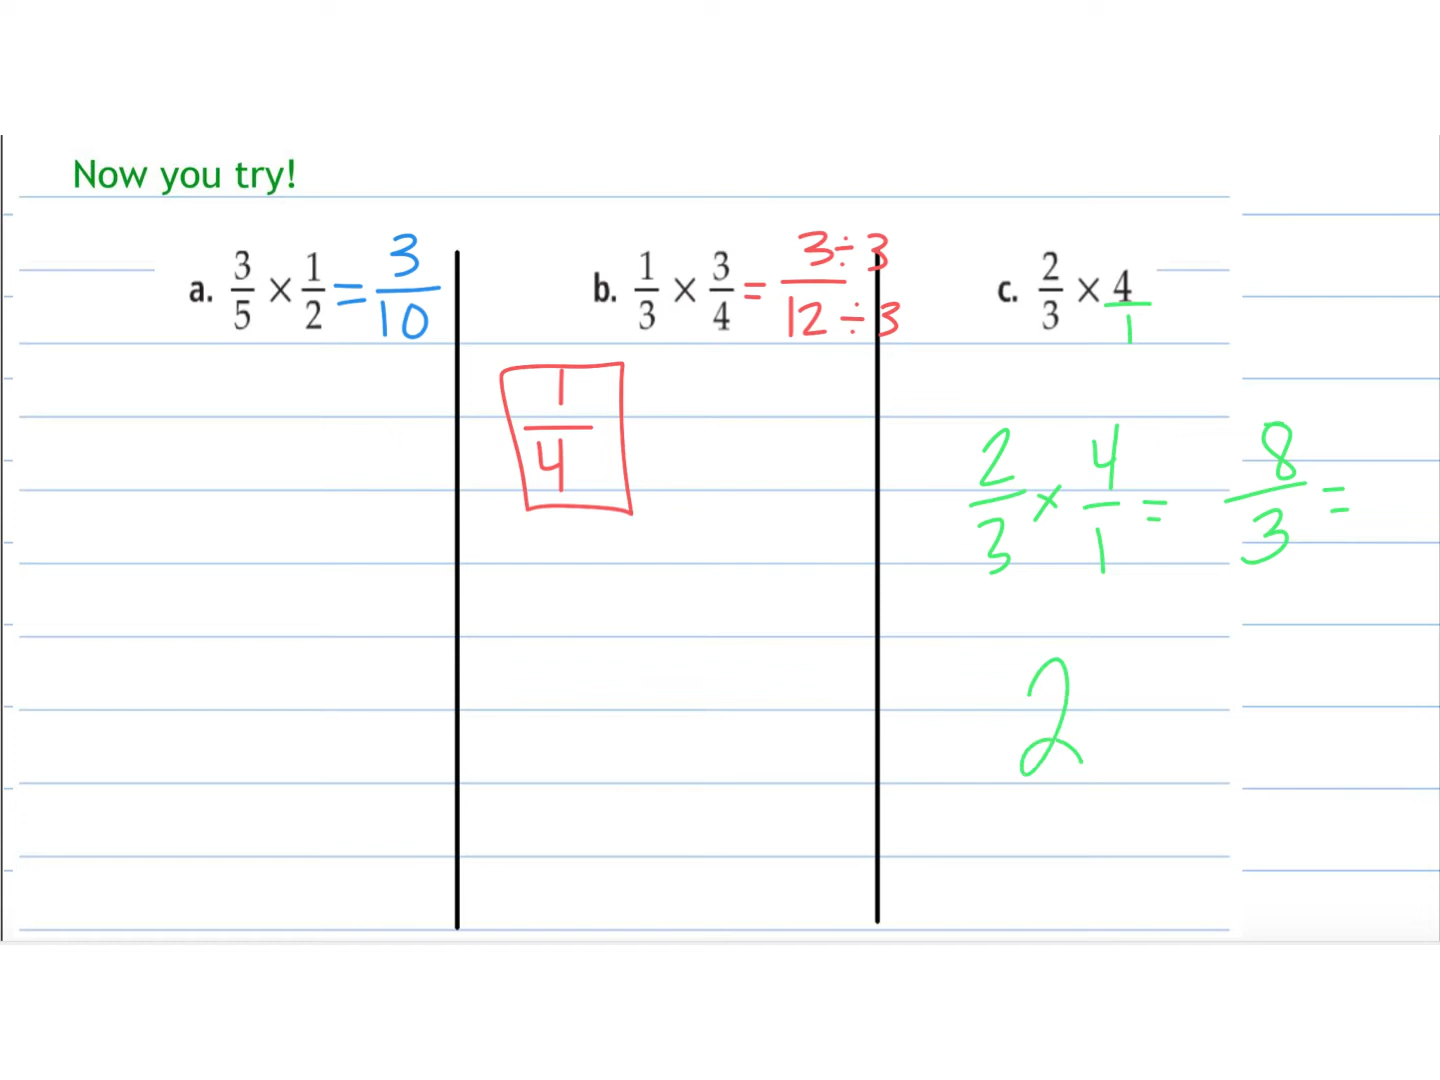 Now you try!
a. 3/5 × 1/2 = 3/10
b. 1/3 × 3/4 = 3÷3/12÷3
1/4
c. 2/3 × 4/1
2/3 × 4/1 = 8/3 =
2